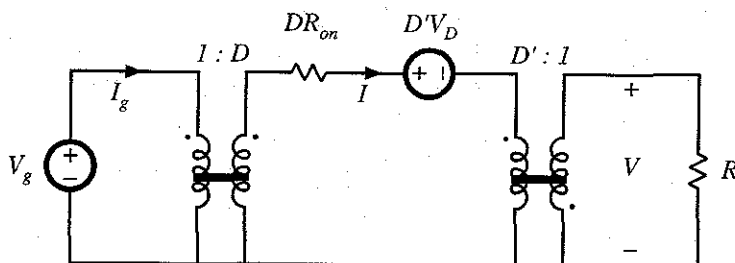 1 : D
DR_on
D'V_D
D' : 1
I_g
I
+ −
+
V_g
+
−
V
R
−